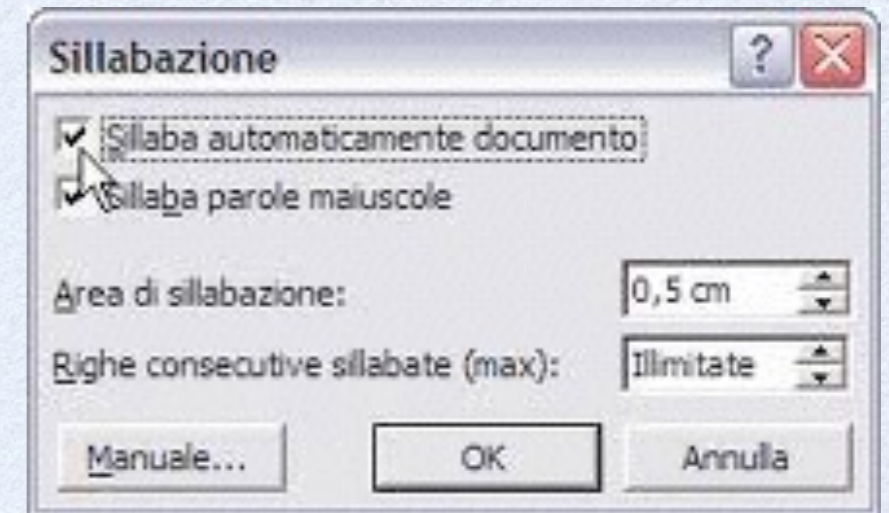 Sillabazione
?
Sillaba automaticamente documento
Sillaba parole maiuscole
Area di sillabazione: 0,5 cm
Righe consecutive sillabate (max): Illimitate
Manuale... OK Annulla